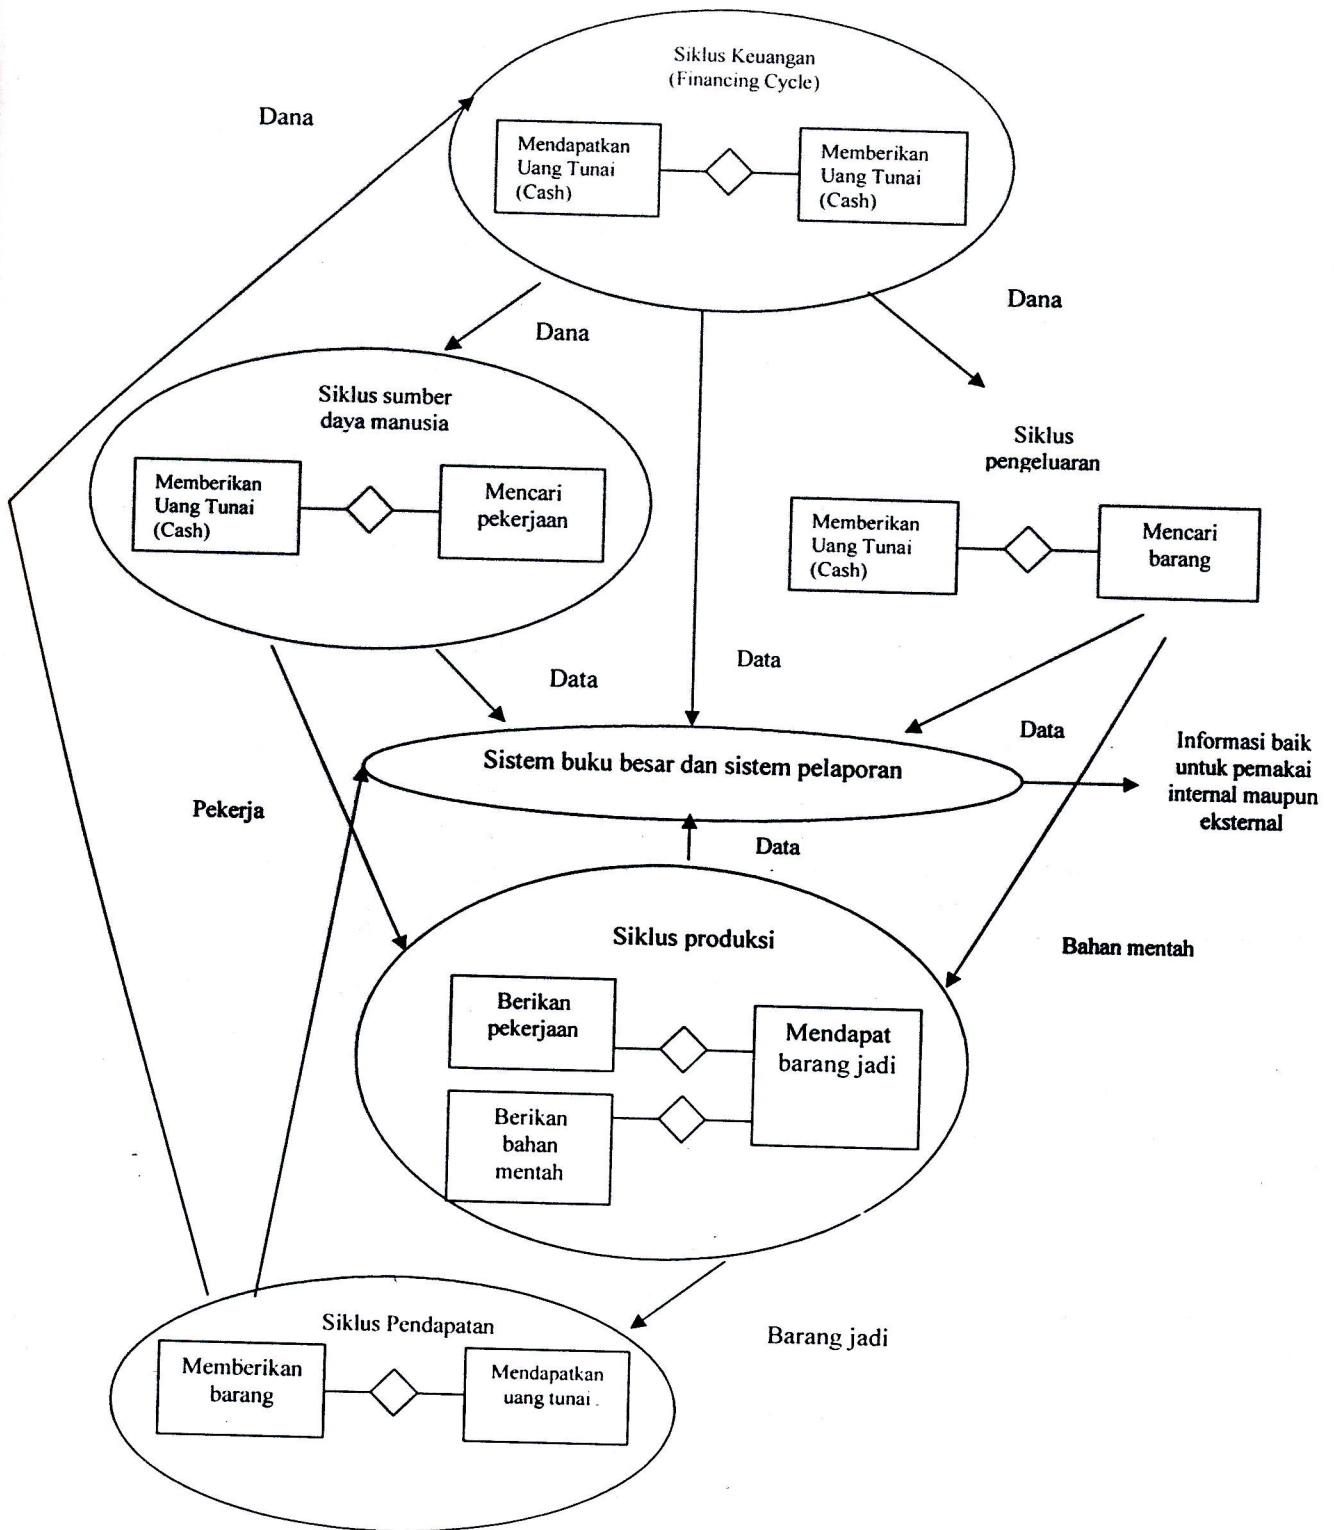 Siklus Keuangan
(Financing Cycle)
Dana
Mendapatkan
Uang Tunai
(Cash)
Memberikan
Uang Tunai
(Cash)
Dana
Dana
Siklus sumber
daya manusia
Memberikan
Uang Tunai
(Cash)
Mencari
pekerjaan
Siklus
pengeluaran
Memberikan
Uang Tunai
(Cash)
Mencari
barang
Data
Data
Data
Sistem buku besar dan sistem pelaporan
Informasi baik
untuk pemakai
internal maupun
eksternal
Pekerja
Data
Siklus produksi
Bahan mentah
Berikan
pekerjaan
Mendapat
barang jadi
Berikan
bahan
mentah
Siklus Pendapatan
Barang jadi
Memberikan
barang
Mendapatkan
uang tunai